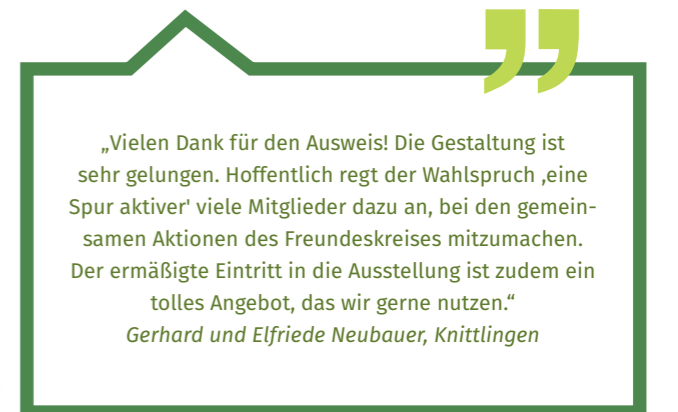 „Vielen Dank für den Ausweis! Die Gestaltung ist
sehr gelungen. Hoffentlich regt der Wahlspruch ‚eine
Spur aktiver' viele Mitglieder dazu an, bei den gemein-
samen Aktionen des Freundeskreises mitzumachen.
Der ermäßigte Eintritt in die Ausstellung ist zudem ein
tolles Angebot, das wir gerne nutzen.“
Gerhard und Elfriede Neubauer, Knittlingen